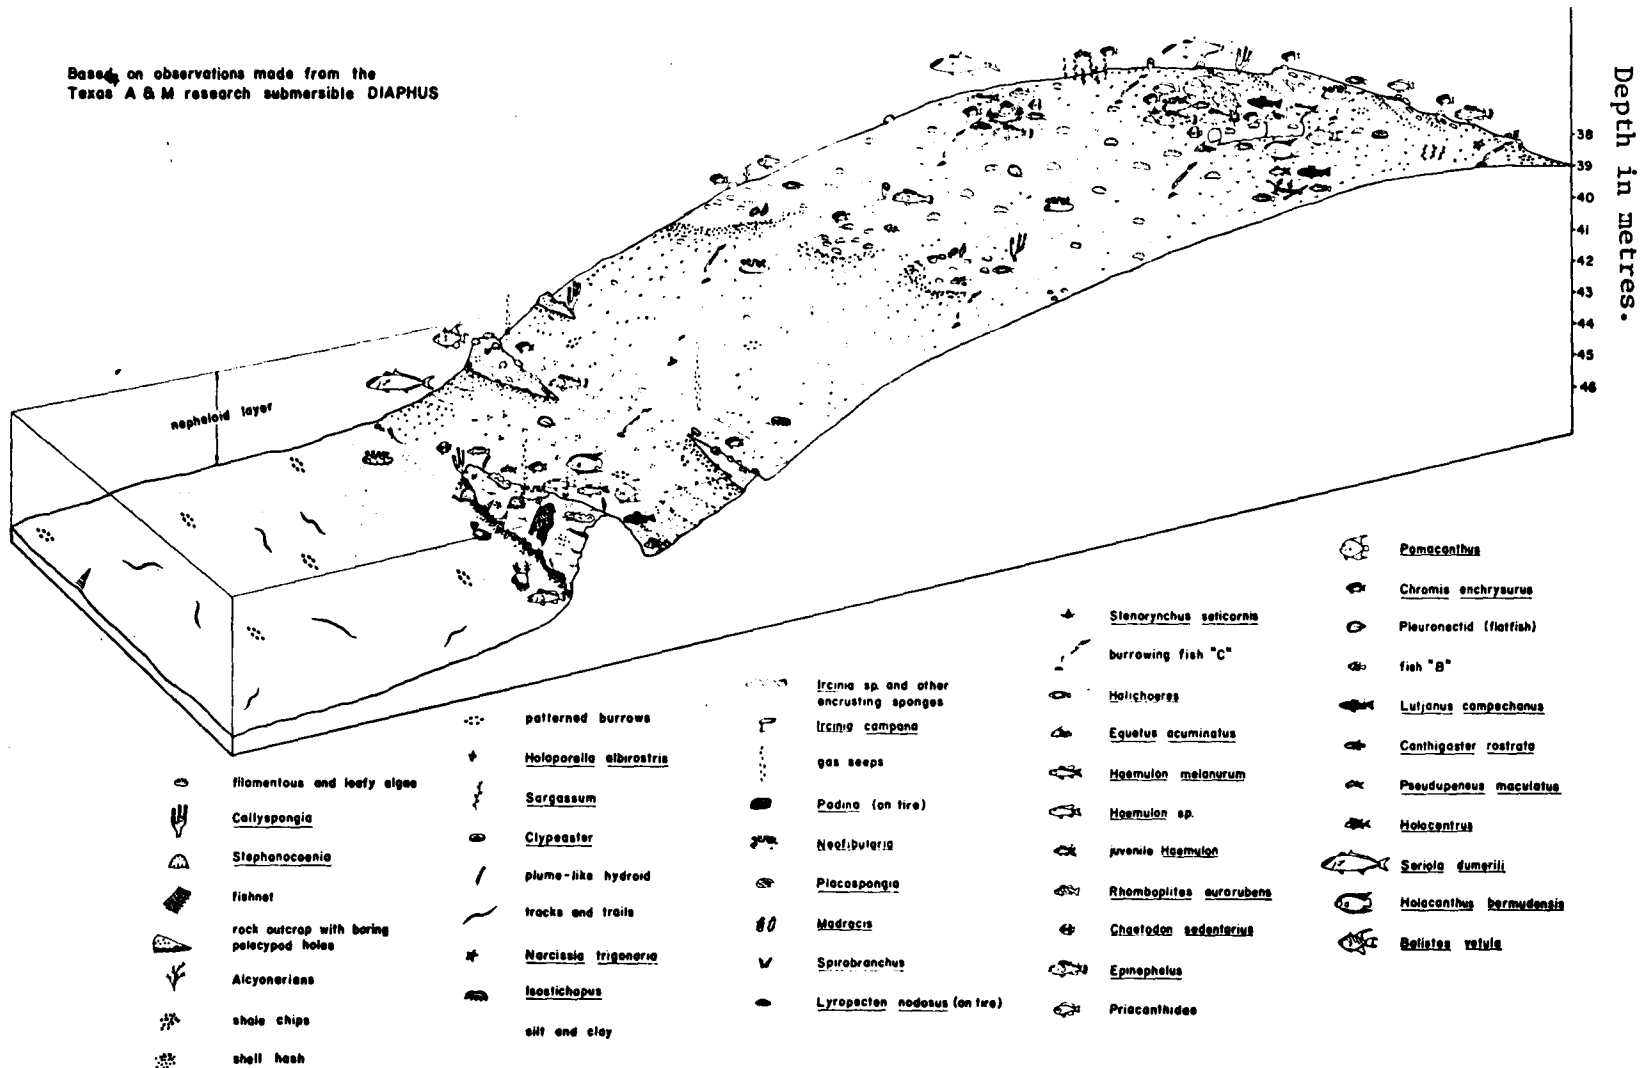 Based on observations made from the
Texas A & M research submersible DIAPHUS
Depth in metres.
38
39
40
41
42
43
44
45
46
nepheloid layer
filamentous and leafy algae
Callyspongia
Stephanocoenia
fishnet
rock outcrop with boring
pelecypod holes
Alcyonarians
shale chips
shell hash
patterned burrows
Holoporella albirostris
Sargassum
Clypeaster
plume-like hydroid
tracks and trails
Narcissia trigonaria
Isostichopus
silt and clay
Ircinia sp. and other
encrusting sponges
Ircinia campana
gas seeps
Padina (on tire)
Neofibularia
Placospongia
Madracis
Spirobranchus
Lyropecten nodosus (on tire)
Stenorynchus seticornis
burrowing fish "C"
Halichoeres
Equetus acuminatus
Haemulon melanurum
Haemulon sp.
juvenile Haemulon
Rhomboplites aurorubens
Chaetodon sedentarius
Epinephelus
Priacanthidae
Pomacanthus
Chromis enchrysurus
Pleuronectid (flatfish)
fish "B"
Lutjanus campechanus
Canthigaster rostrata
Pseudupeneus maculatus
Holocentrus
Seriola dumerili
Holacanthus bermudensis
Balistes vetula